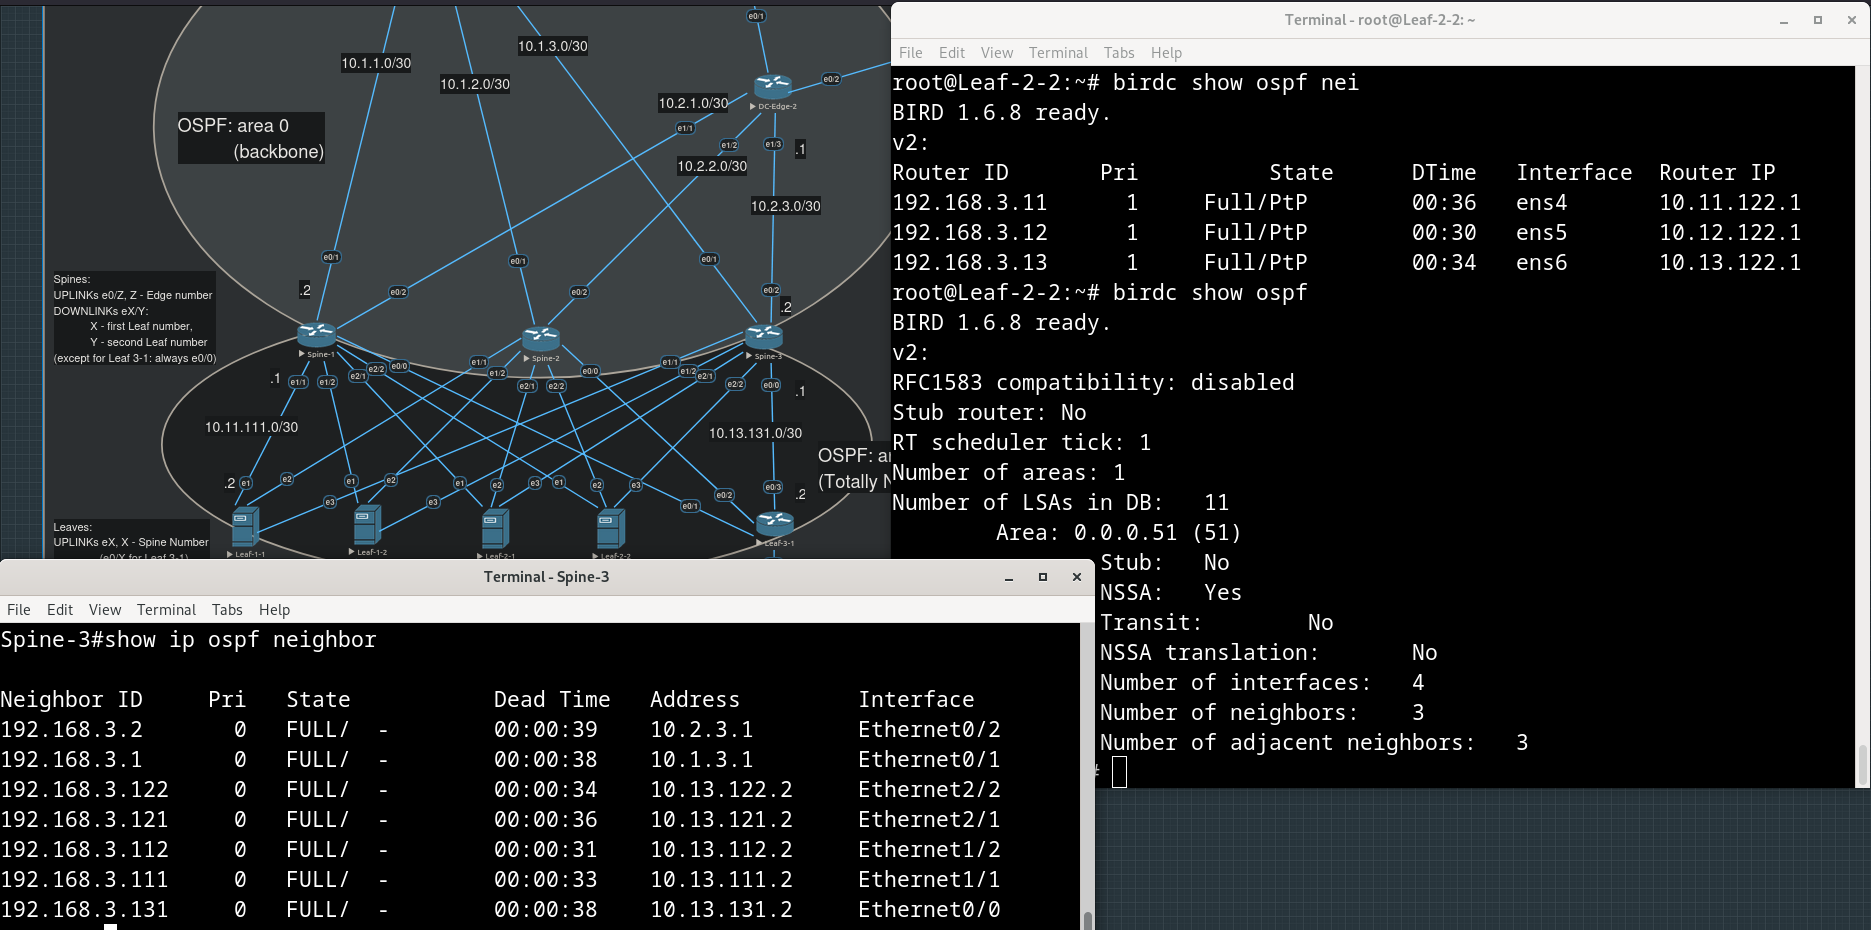 e0/1
10.1.3.0/30
10.1.1.0/30
10.1.2.0/30
e0/2
10.2.1.0/30
DC-Edge-2
OSPF: area 0
(backbone)
e1/1
e1/2
e1/3
.1
10.2.2.0/30
10.2.3.0/30
e0/1
e0/1
e0/1
Spines:
UPLINKs e0/Z, Z - Edge number
DOWNLINKs eX/Y:
X - first Leaf number,
Y - second Leaf number
(except for Leaf 3-1: always e0/0)
.2
e0/2
e0/2
e0/2
.2
Spine-1
Spine-2
Spine-3
.1
e1/1
e1/2
e2/1
e2/2
e0/0
e1/1
e1/2
e2/1
e2/2
e0/0
e1/1
e1/2
e2/1
e2/2
e0/0
.1
10.11.111.0/30
10.13.131.0/30
OSPF: a
(Totally N
.2
e1
e2
e3
e1
e2
e3
e1
e2
e3
e1
e2
e3
e0/1
e0/2
e0/3
.2
Leaves:
UPLINKs eX, X - Spine Number
(e0/X for Leaf 3-1)
Leaf-1-1
Leaf-1-2
Leaf-2-1
Leaf-2-2
Leaf-3-1
Terminal - root@Leaf-2-2: ~
File Edit View Terminal Tabs Help
root@Leaf-2-2:~# birdc show ospf nei
BIRD 1.6.8 ready.
v2:
Router ID Pri State DTime Interface Router IP
192.168.3.11 1 Full/PtP 00:36 ens4 10.11.122.1
192.168.3.12 1 Full/PtP 00:30 ens5 10.12.122.1
192.168.3.13 1 Full/PtP 00:34 ens6 10.13.122.1
root@Leaf-2-2:~# birdc show ospf
BIRD 1.6.8 ready.
v2:
RFC1583 compatibility: disabled
Stub router: No
RT scheduler tick: 1
Number of areas: 1
Number of LSAs in DB: 11
Area: 0.0.0.51 (51)
Stub: No
NSSA: Yes
Transit: No
NSSA translation: No
Number of interfaces: 4
Number of neighbors: 3
Number of adjacent neighbors: 3
#
Terminal - Spine-3
File Edit View Terminal Tabs Help
Spine-3#show ip ospf neighbor
Neighbor ID Pri State Dead Time Address Interface
192.168.3.2 0 FULL/ - 00:00:39 10.2.3.1 Ethernet0/2
192.168.3.1 0 FULL/ - 00:00:38 10.1.3.1 Ethernet0/1
192.168.3.122 0 FULL/ - 00:00:34 10.13.122.2 Ethernet2/2
192.168.3.121 0 FULL/ - 00:00:36 10.13.121.2 Ethernet2/1
192.168.3.112 0 FULL/ - 00:00:31 10.13.112.2 Ethernet1/2
192.168.3.111 0 FULL/ - 00:00:33 10.13.111.2 Ethernet1/1
192.168.3.131 0 FULL/ - 00:00:38 10.13.131.2 Ethernet0/0